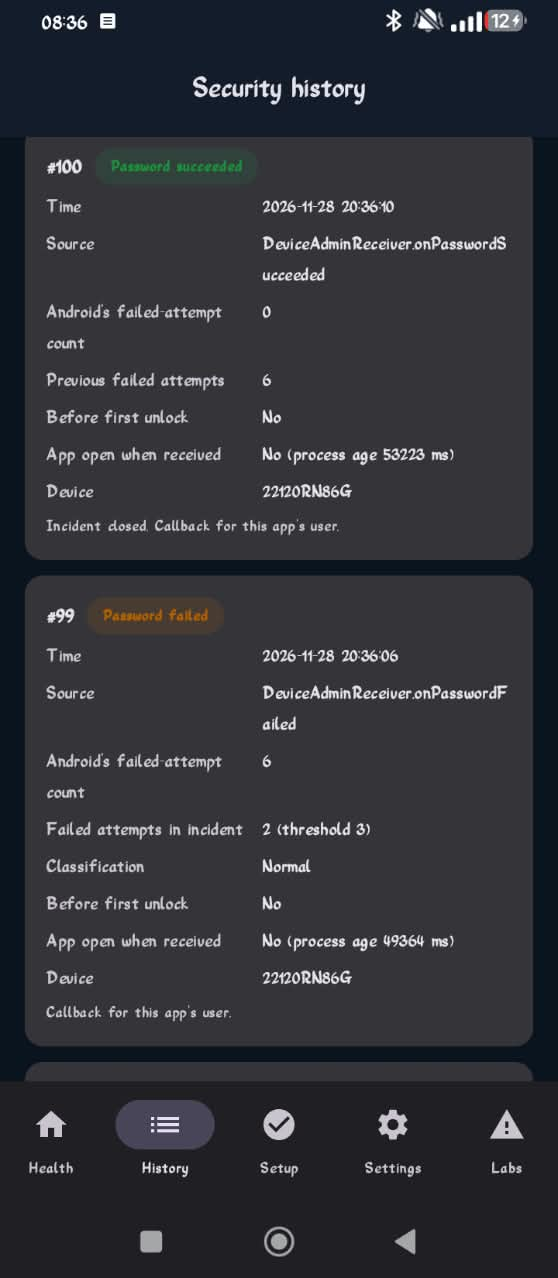 08:36
12
Security history
#100 Password succeeded
Time 2026-11-28 20:36:10
Source DeviceAdminReceiver.onPasswordS
ucceeded
Android's failed-attempt 0
count
Previous failed attempts 6
Before first unlock No
App open when received No (process age 53223 ms)
Device 22120RN86G
Incident closed. Callback for this app's user.
#99 Password failed
Time 2026-11-28 20:36:06
Source DeviceAdminReceiver.onPasswordF
ailed
Android's failed-attempt 6
count
Failed attempts in incident 2 (threshold 3)
Classification Normal
Before first unlock No
App open when received No (process age 49364 ms)
Device 22120RN86G
Callback for this app's user.
Health History Setup Settings Labs